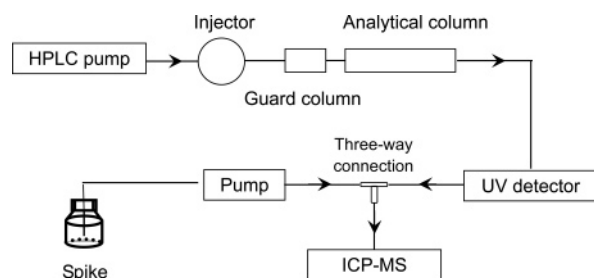 Injector
Analytical column
HPLC pump
Guard column
Three-way
connection
Pump
UV detector
Spike
ICP-MS